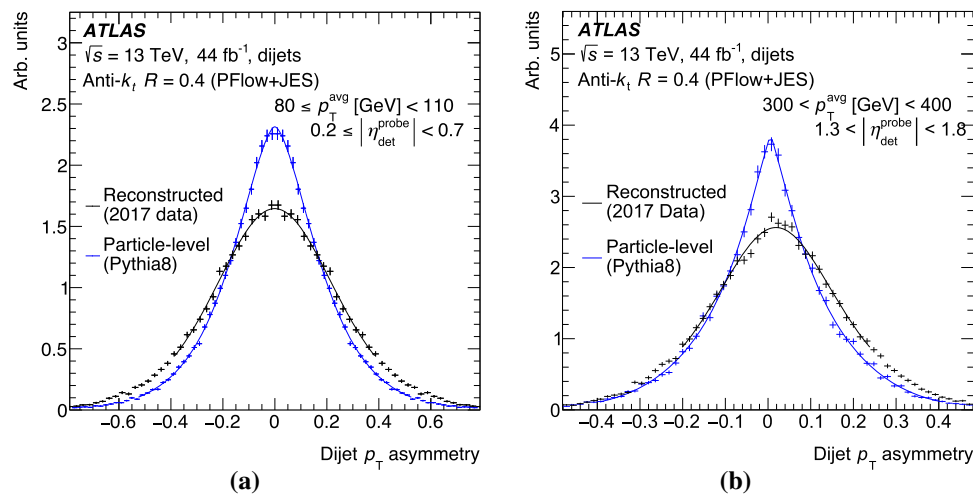 Arb. units
3
2.5
2
1.5
1
0.5
0
ATLAS
√s = 13 TeV, 44 fb⁻¹, dijets
Anti-kₜ R = 0.4 (PFlow+JES)
80 ≤ p_T^avg [GeV] < 110
0.2 ≤ |η_det^probe| < 0.7
Reconstructed
(2017 data)
Particle-level
(Pythia8)
−0.6 −0.4 −0.2 0 0.2 0.4 0.6
Dijet p_T asymmetry
(a)
Arb. units
5
4
3
2
1
0
ATLAS
√s = 13 TeV, 44 fb⁻¹, dijets
Anti-kₜ R = 0.4 (PFlow+JES)
300 < p_T^avg [GeV] < 400
1.3 < |η_det^probe| < 1.8
Reconstructed
(2017 Data)
Particle-level
(Pythia8)
−0.4 −0.3 −0.2 −0.1 0 0.1 0.2 0.3 0.4
Dijet p_T asymmetry
(b)